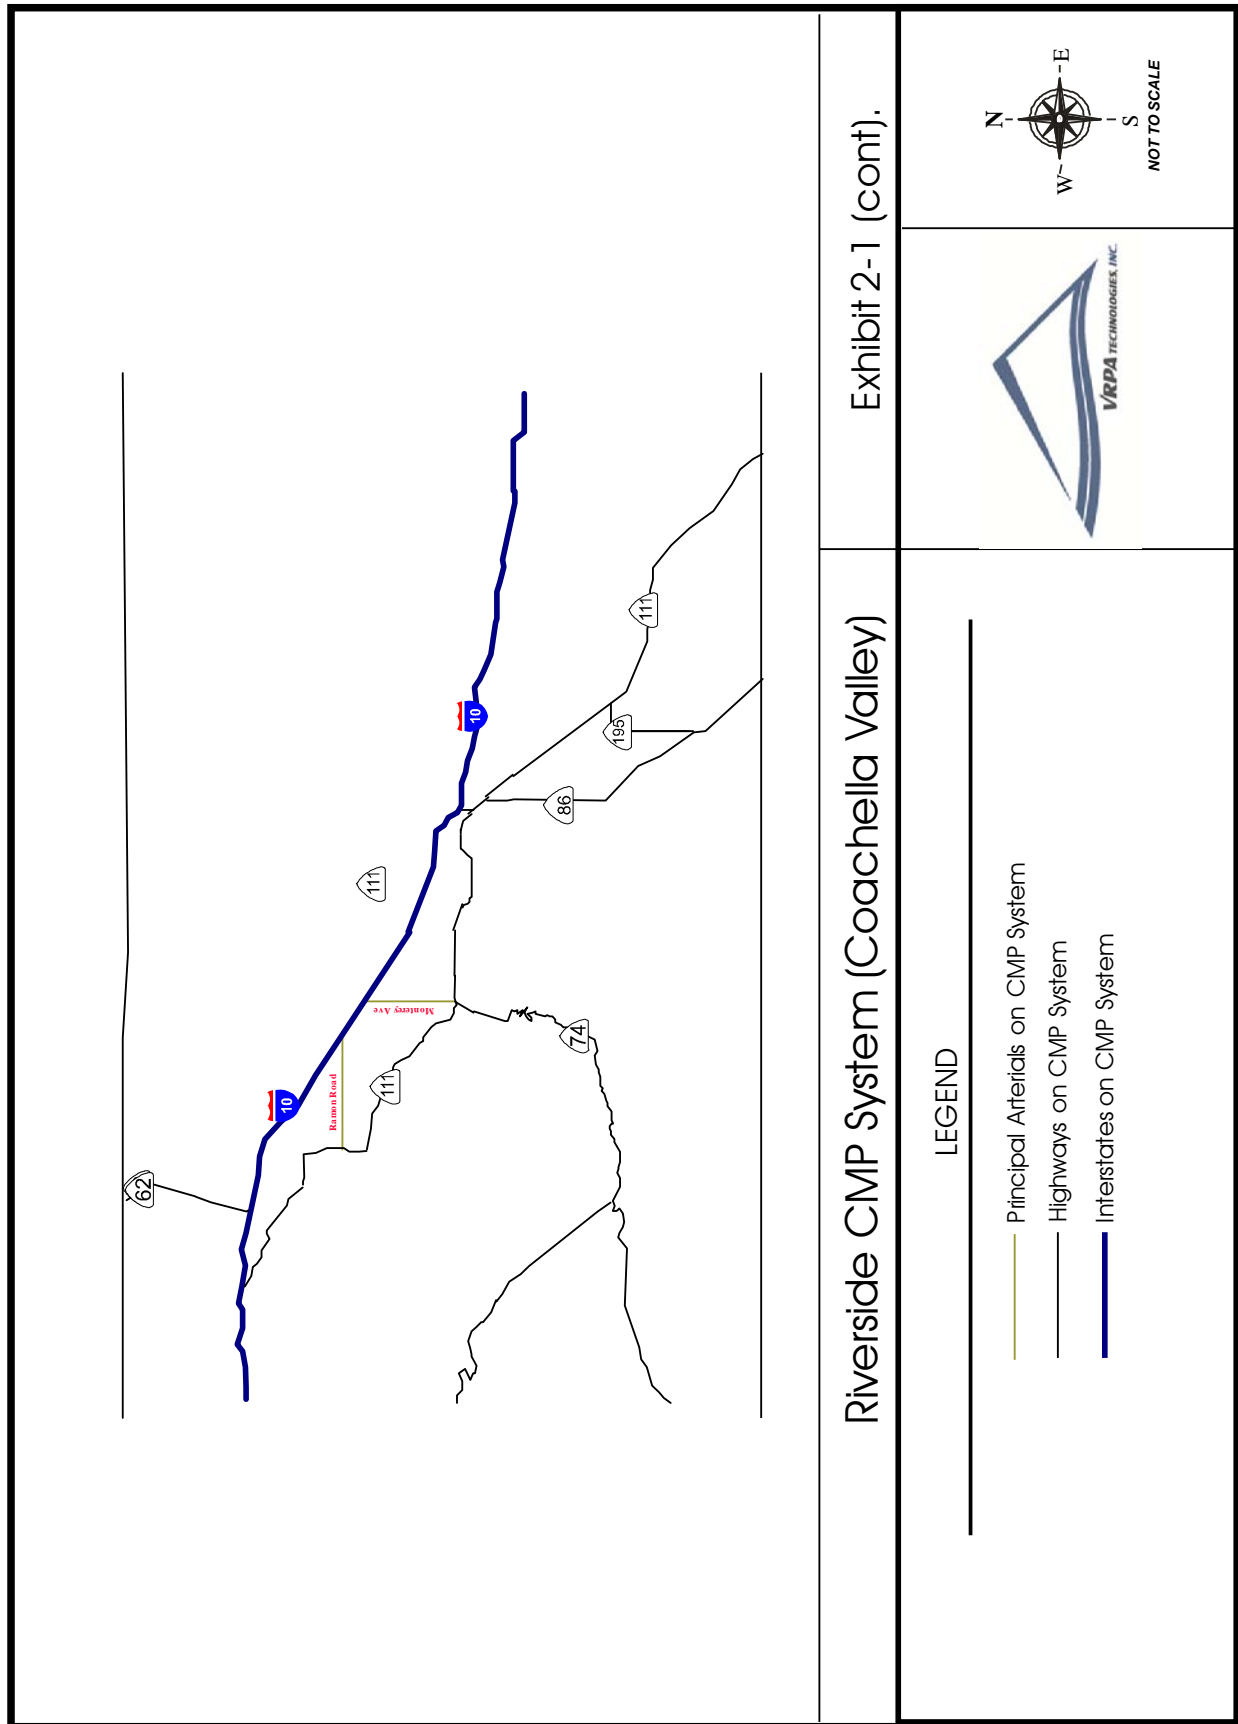 62
10
111
10
Ramon Road
Monterey Ave
111
74
86
195
111
Riverside CMP System (Coachella Valley)
Exhibit 2-1 (cont).
LEGEND
Principal Arterials on CMP System
Highways on CMP System
Interstates on CMP System
VRPA TECHNOLOGIES, INC.
N
W
E
S
NOT TO SCALE